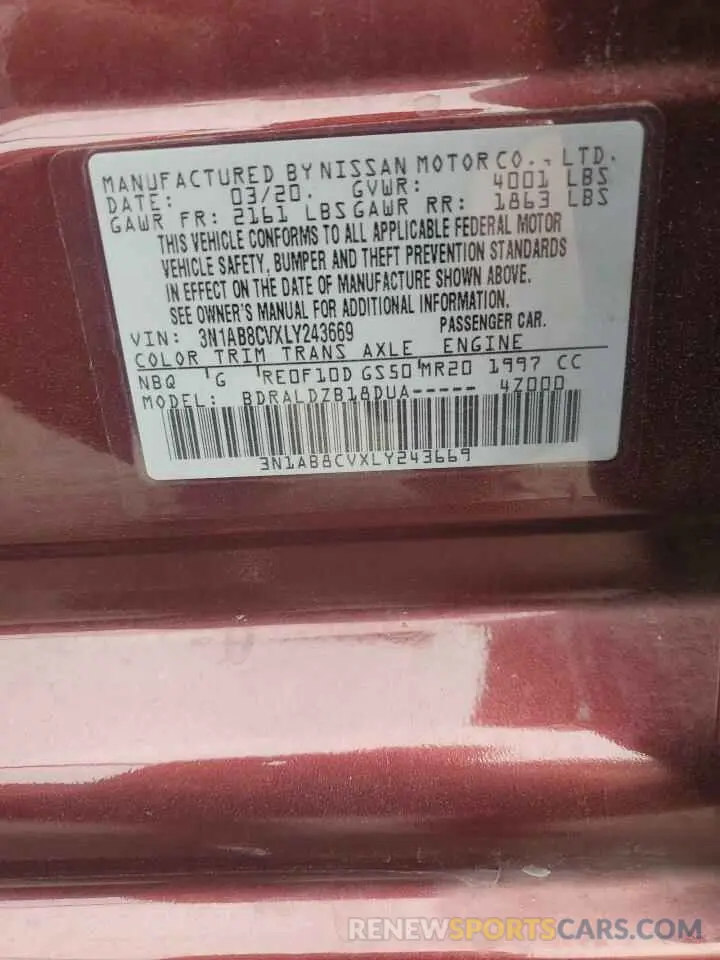 MANUFACTURED BY NISSAN MOTOR CO., LTD.
DATE: 03/20. GVWR: 4001 LBS
GAWR FR: 2161 LBS GAWR RR: 1863 LBS
THIS VEHICLE CONFORMS TO ALL APPLICABLE FEDERAL MOTOR
VEHICLE SAFETY, BUMPER AND THEFT PREVENTION STANDARDS
IN EFFECT ON THE DATE OF MANUFACTURE SHOWN ABOVE.
SEE OWNER'S MANUAL FOR ADDITIONAL INFORMATION.
VIN: 3N1AB8CVXLY243669 PASSENGER CAR.
COLOR TRIM TRANS AXLE ENGINE
NBQ 'G 'RE0F10D GS50'MR20 1997 CC
MODEL: BDRALDZB18DUA----- 4Z000
3N1AB8CVXLY243669
RENEWSPORTSCARS.COM